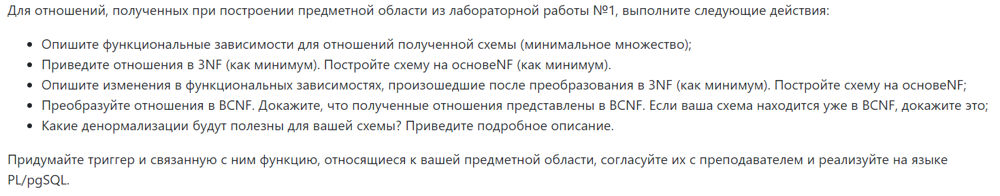 Для отношений, полученных при построении предметной области из лабораторной работы №1, выполните следующие действия:
• Опишите функциональные зависимости для отношений полученной схемы (минимальное множество);
• Приведите отношения в 3NF (как минимум). Постройте схему на основеNF (как минимум).
• Опишите изменения в функциональных зависимостях, произошедшие после преобразования в 3NF (как минимум). Постройте схему на основеNF;
• Преобразуйте отношения в BCNF. Докажите, что полученные отношения представлены в BCNF. Если ваша схема находится уже в BCNF, докажите это;
• Какие денормализации будут полезны для вашей схемы? Приведите подробное описание.
Придумайте триггер и связанную с ним функцию, относящиеся к вашей предметной области, согласуйте их с преподавателем и реализуйте на языке
PL/pgSQL.